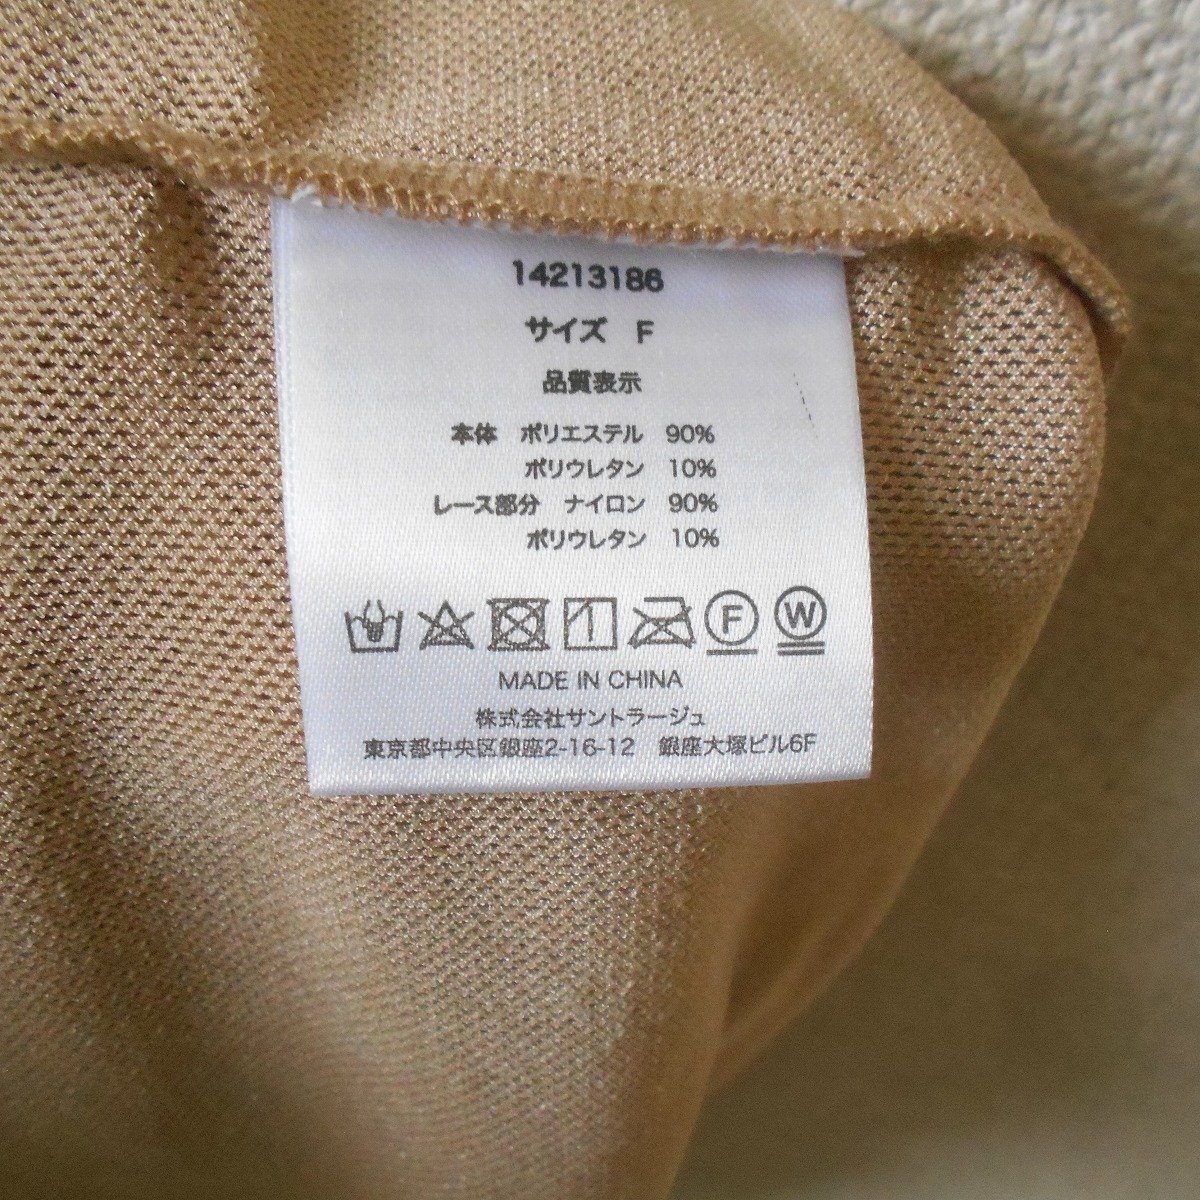 14213186
サイズ F
品質表示
本体 ポリエステル 90%
ポリウレタン 10%
レース部分 ナイロン 90%
ポリウレタン 10%
F W
MADE IN CHINA
株式会社サントラージュ
東京都中央区銀座2-16-12 銀座大塚ビル6F